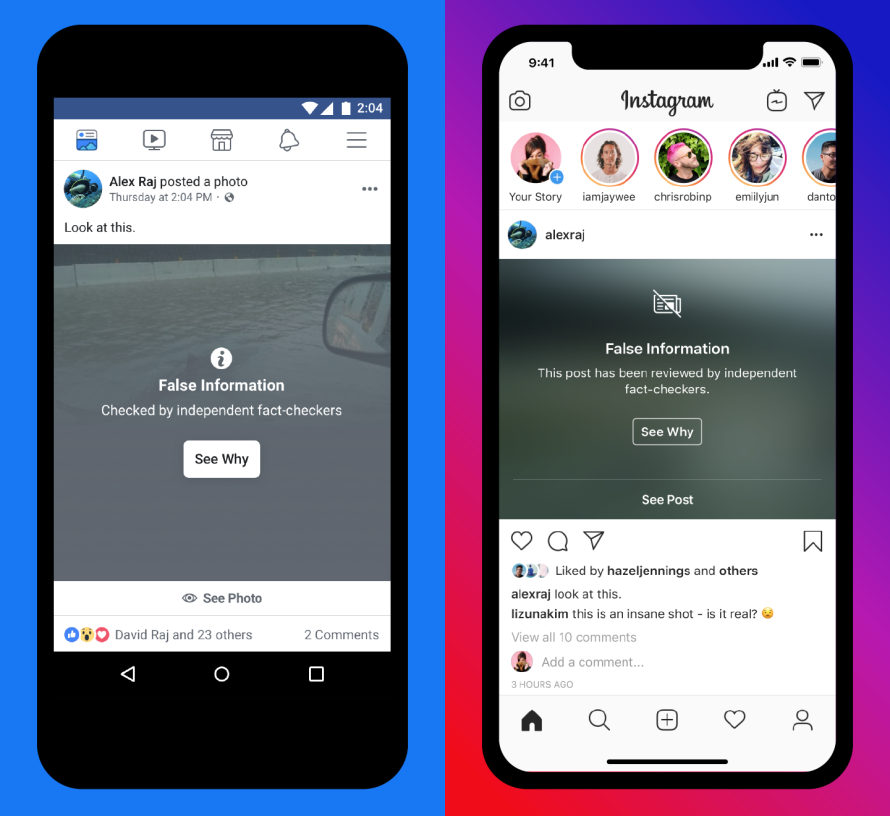 2:04
Alex Raj posted a photo
Thursday at 2:04 PM ·
Look at this.
False Information
Checked by independent fact-checkers
See Why
See Photo
David Raj and 23 others 2 Comments
9:41
Instagram
Your Story iamjaywee chrisrobinp emilyjun danto
alexraj
False Information
This post has been reviewed by independent
fact-checkers.
See Why
See Post
Liked by hazeljennings and others
alexraj look at this.
lizunakim this is an insane shot - is it real? 😒
View all 10 comments
Add a comment...
3 HOURS AGO